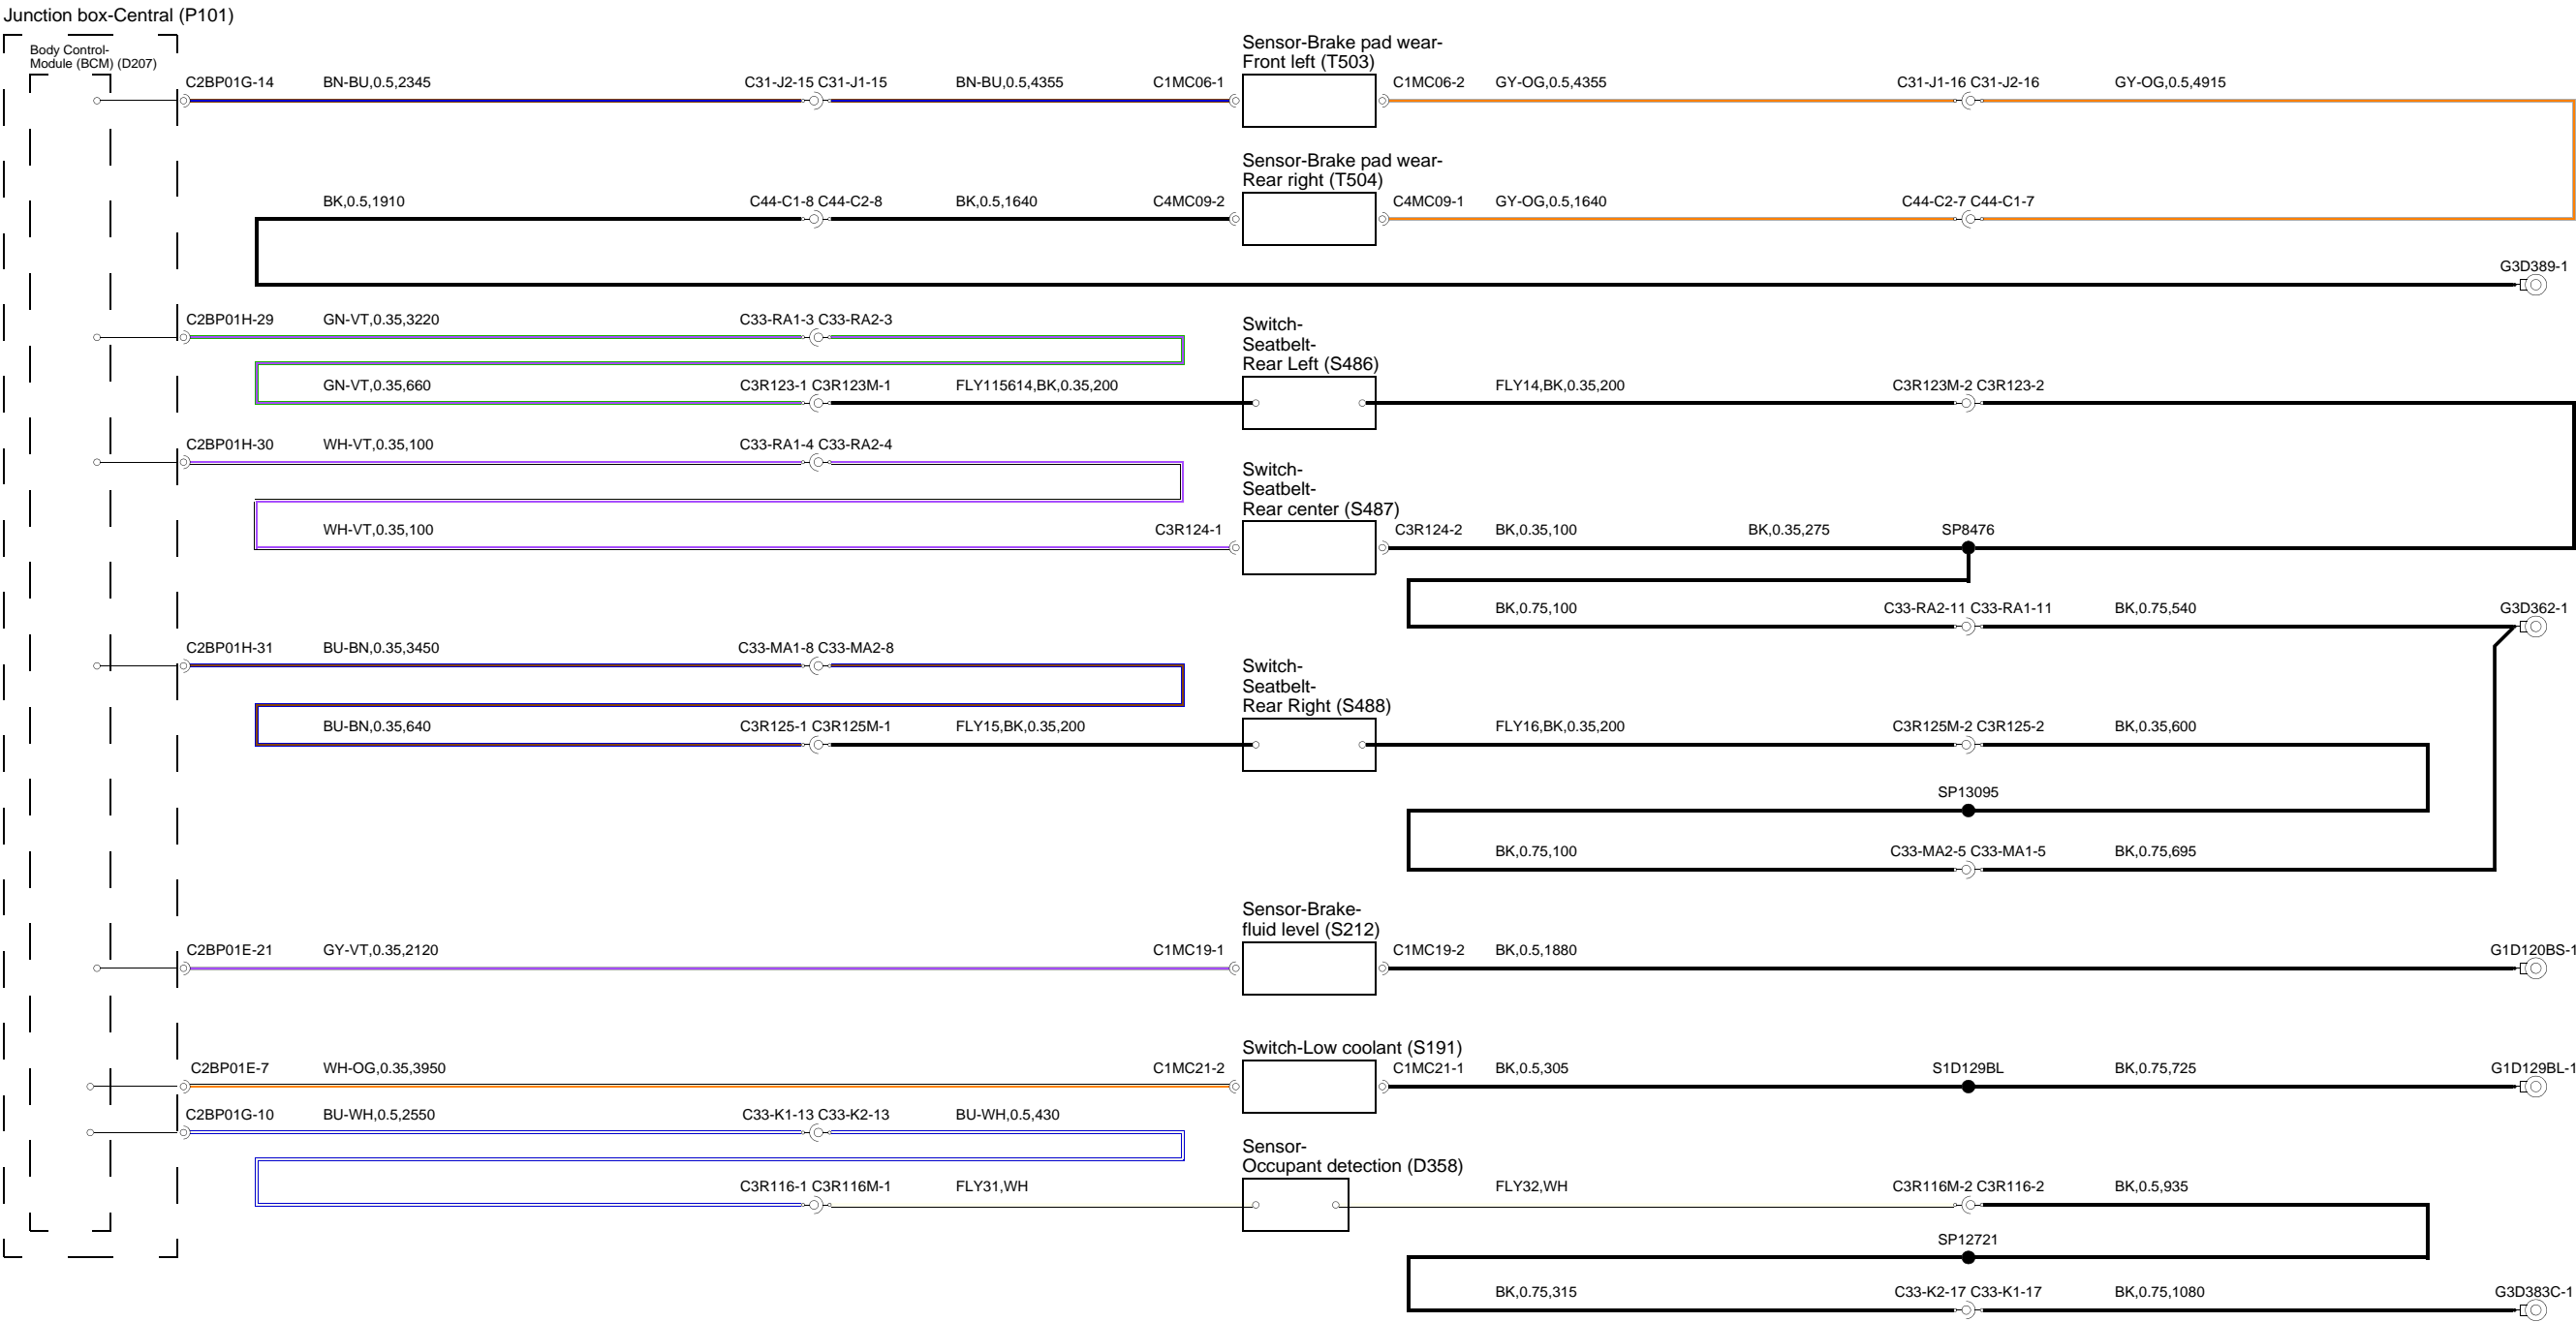 Junction box-Central (P101)
Body Control-
Module (BCM) (D207)
Sensor-Brake pad wear-
Front left (T503)
C2BP01G-14 BN-BU,0.5,2345 C31-J2-15 C31-J1-15 BN-BU,0.5,4355 C1MC06-1 C1MC06-2 GY-OG,0.5,4355 C31-J1-16 C31-J2-16 GY-OG,0.5,4915
Sensor-Brake pad wear-
Rear right (T504)
BK,0.5,1910 C44-C1-8 C44-C2-8 BK,0.5,1640 C4MC09-2 C4MC09-1 GY-OG,0.5,1640 C44-C2-7 C44-C1-7
G3D389-1
C2BP01H-29 GN-VT,0.35,3220 C33-RA1-3 C33-RA2-3
Switch-
Seatbelt-
Rear Left (S486)
GN-VT,0.35,660 C3R123-1 C3R123M-1 FLY115614,BK,0.35,200 FLY14,BK,0.35,200 C3R123M-2 C3R123-2
C2BP01H-30 WH-VT,0.35,100 C33-RA1-4 C33-RA2-4
Switch-
Seatbelt-
Rear center (S487)
WH-VT,0.35,100 C3R124-1 C3R124-2 BK,0.35,100 BK,0.35,275 SP8476
BK,0.75,100 C33-RA2-11 C33-RA1-11 BK,0.75,540 G3D362-1
C2BP01H-31 BU-BN,0.35,3450 C33-MA1-8 C33-MA2-8
Switch-
Seatbelt-
Rear Right (S488)
BU-BN,0.35,640 C3R125-1 C3R125M-1 FLY15,BK,0.35,200 FLY16,BK,0.35,200 C3R125M-2 C3R125-2 BK,0.35,600
SP13095
BK,0.75,100 C33-MA2-5 C33-MA1-5 BK,0.75,695
Sensor-Brake-
fluid level (S212)
C2BP01E-21 GY-VT,0.35,2120 C1MC19-1 C1MC19-2 BK,0.5,1880 G1D120BS-1
Switch-Low coolant (S191)
C2BP01E-7 WH-OG,0.35,3950 C1MC21-2 C1MC21-1 BK,0.5,305 S1D129BL BK,0.75,725 G1D129BL-1
C2BP01G-10 BU-WH,0.5,2550 C33-K1-13 C33-K2-13 BU-WH,0.5,430
Sensor-
Occupant detection (D358)
C3R116-1 C3R116M-1 FLY31,WH FLY32,WH C3R116M-2 C3R116-2 BK,0.5,935
SP12721
BK,0.75,315 C33-K2-17 C33-K1-17 BK,0.75,1080 G3D383C-1